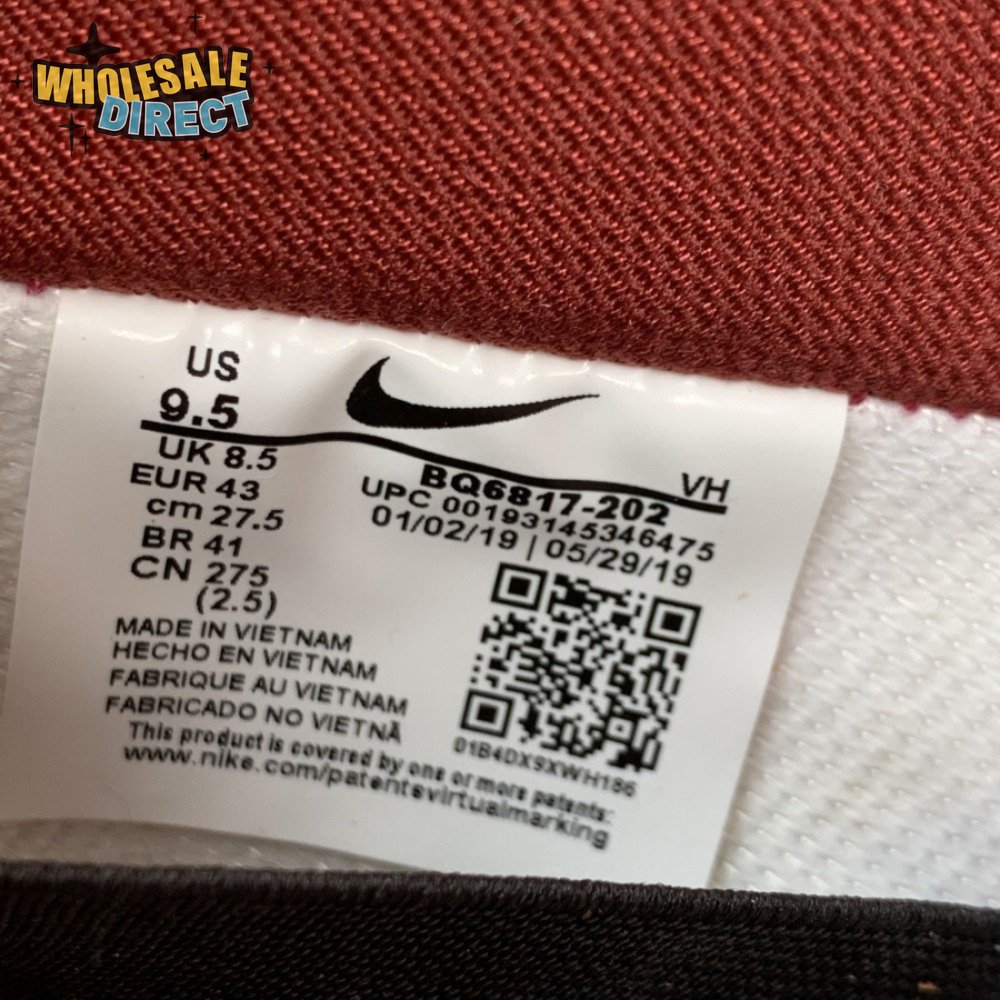 WHOLESALE
DIRECT
US
9.5
UK 8.5
EUR 43
cm 27.5
BR 41
CN 275
(2.5)
VH
BQ6817-202
UPC 00193145346475
01/02/19 | 05/29/19
MADE IN VIETNAM
HECHO EN VIETNAM
FABRIQUE AU VIETNAM
FABRICADO NO VIETNÃ
01B4DX9XWH186
This product is covered by one or more patents:
www.nike.com/patentsvirtualmarking